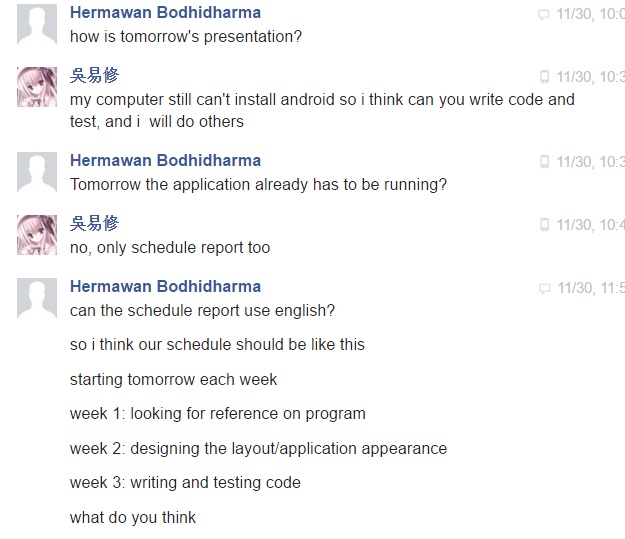 Hermawan Bodhidharma 11/30, 10:0
how is tomorrow's presentation?
吳易修 11/30, 10:3
my computer still can't install android so i think can you write code and
test, and i will do others
Hermawan Bodhidharma 11/30, 10:3
Tomorrow the application already has to be running?
吳易修 11/30, 10:4
no, only schedule report too
Hermawan Bodhidharma 11/30, 11:5
can the schedule report use english?
so i think our schedule should be like this
starting tomorrow each week
week 1: looking for reference on program
week 2: designing the layout/application appearance
week 3: writing and testing code
what do you think